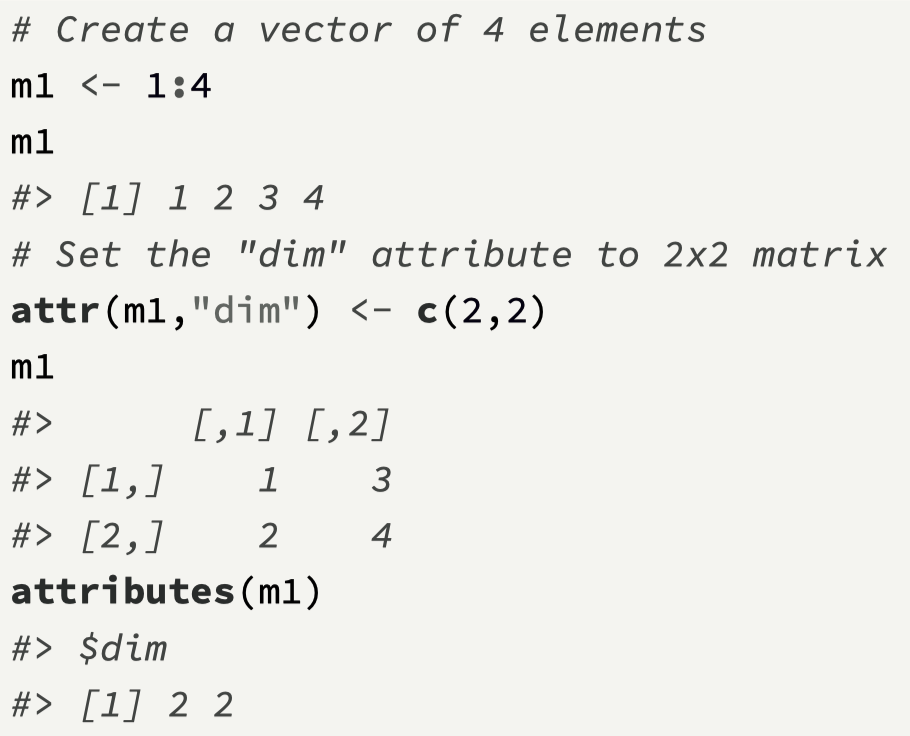 # Create a vector of 4 elements
m1 <- 1:4
m1
#> [1] 1 2 3 4
# Set the "dim" attribute to 2x2 matrix
attr(m1,"dim") <- c(2,2)
m1
#>      [,1] [,2]
#> [1,]    1    3
#> [2,]    2    4
attributes(m1)
#> $dim
#> [1] 2 2